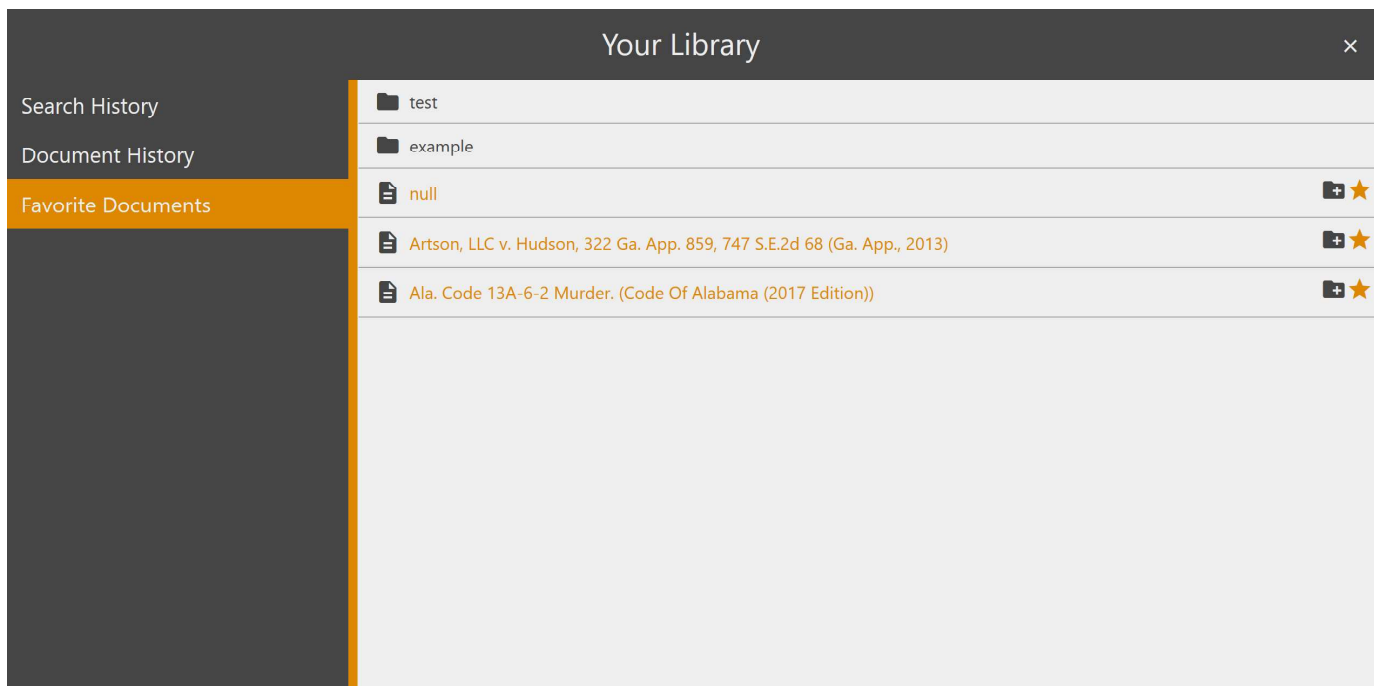 Your Library
×
Search History
Document History
Favorite Documents
test
example
null
Artson, LLC v. Hudson, 322 Ga. App. 859, 747 S.E.2d 68 (Ga. App., 2013)
Ala. Code 13A-6-2 Murder. (Code Of Alabama (2017 Edition))